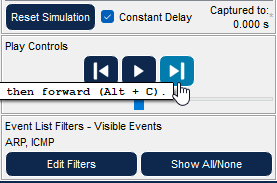 Captured to:
Reset Simulation
Constant Delay
0.000 s
Play Controls
then forward (Alt + C).
Event List Filters - Visible Events
ARP, ICMP
Edit Filters
Show All/None